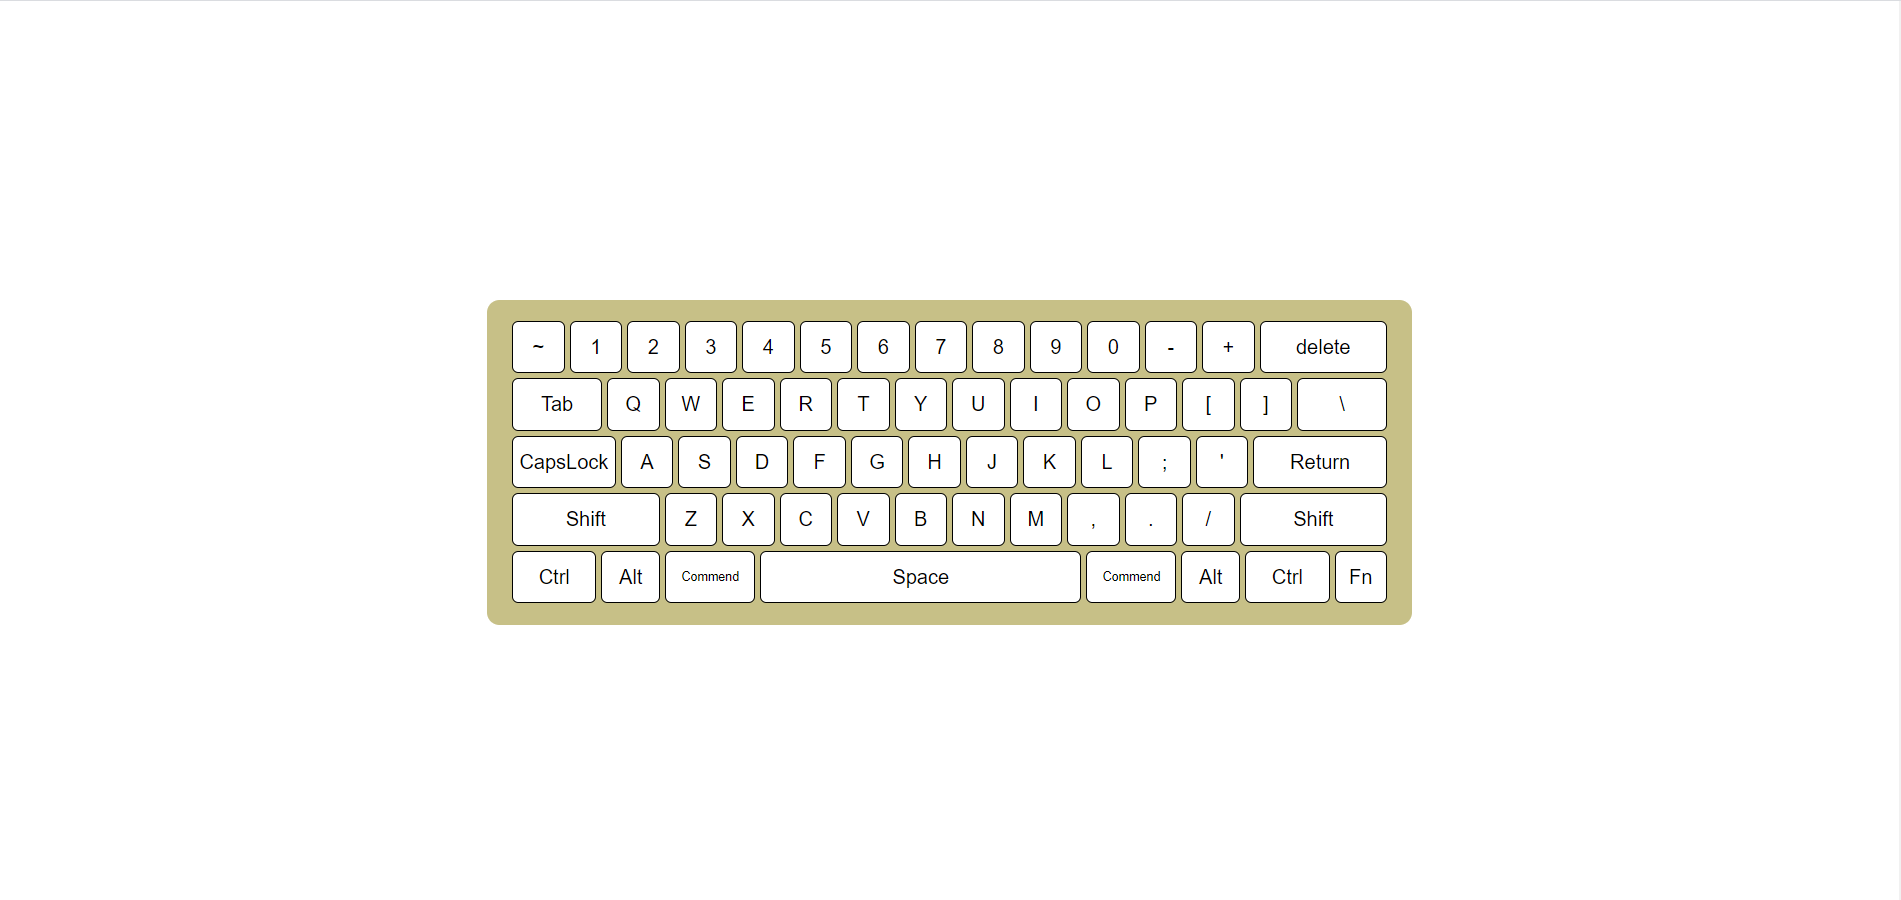 ~ 1 2 3 4 5 6 7 8 9 0 - + delete
Tab Q W E R T Y U I O P [ ] \
CapsLock A S D F G H J K L ; ' Return
Shift Z X C V B N M , . / Shift
Ctrl Alt Commend Space Commend Alt Ctrl Fn